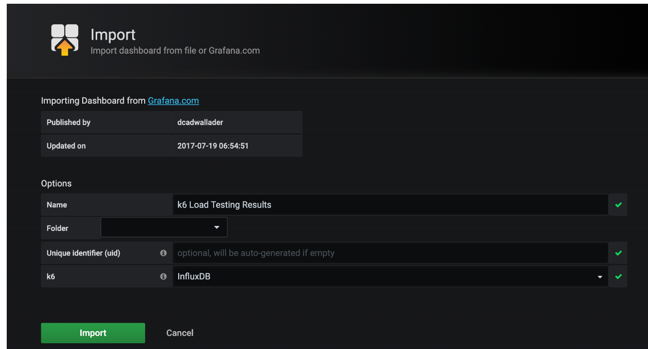 Import
Import dashboard from file or Grafana.com
Importing Dashboard from Grafana.com
Published by dcadwallader
Updated on 2017-07-19 06:54:51
Options
Name k6 Load Testing Results
Folder
Unique identifier (uid) optional, will be auto-generated if empty
k6 InfluxDB
Import Cancel